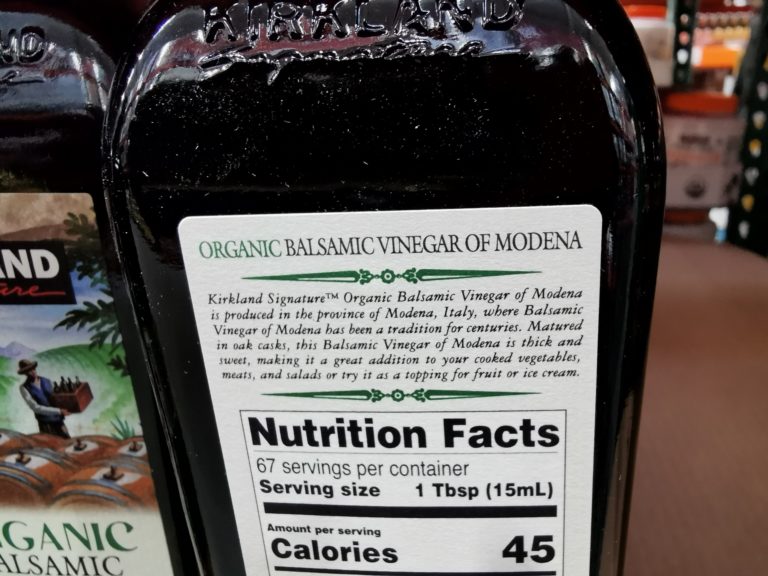 KIRKLAND
Signature
ND
ORGANIC BALSAMIC VINEGAR OF MODENA
Kirkland Signature™ Organic Balsamic Vinegar of Modena
is produced in the province of Modena, Italy, where Balsamic
Vinegar of Modena has been a tradition for centuries. Matured
in oak casks, this Balsamic Vinegar of Modena is thick and
sweet, making it a great addition to your cooked vegetables,
meats, and salads or try it as a topping for fruit or ice cream.
Nutrition Facts
67 servings per container
Serving size 1 Tbsp (15mL)
Amount per serving
Calories 45
AND
ure
RGANIC
ALSAMIC